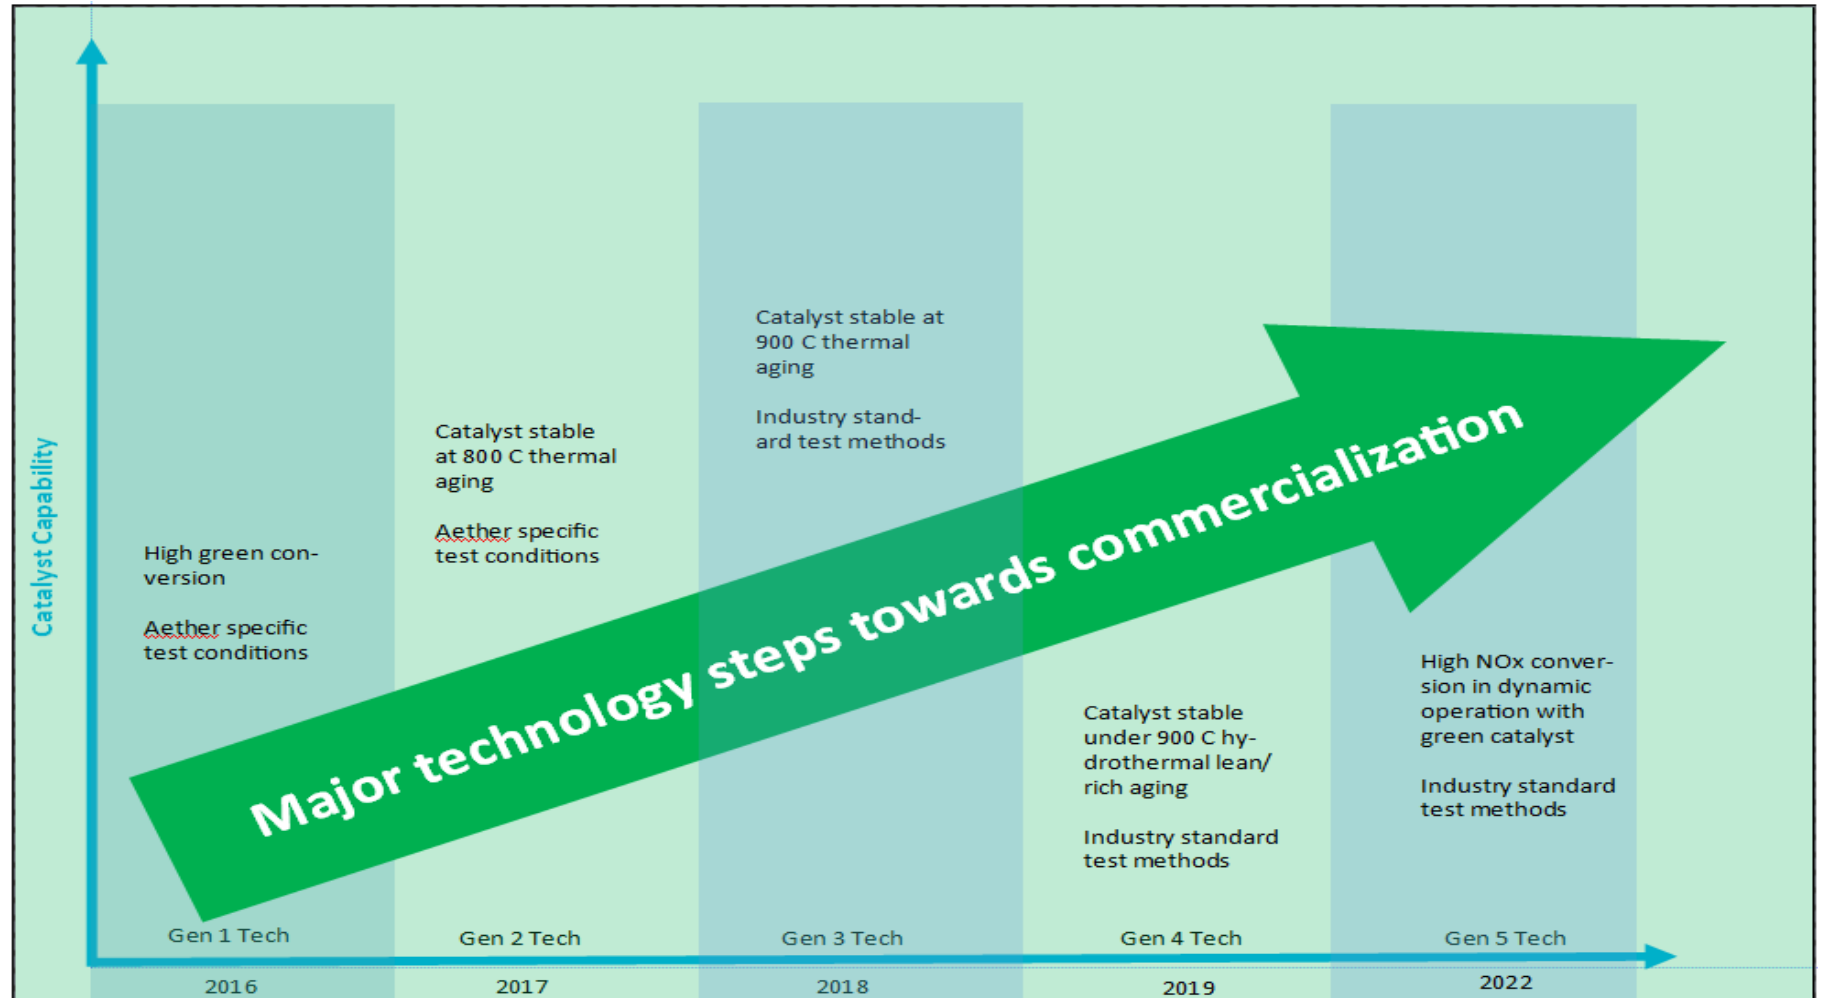 Catalyst Capability
High green con-
version
Aether specific
test conditions
Catalyst stable
at 800 C thermal
aging
Aether specific
test conditions
Catalyst stable at
900 C thermal
aging
Industry stand-
ard test methods
Catalyst stable
under 900 C hy-
drothermal lean/
rich aging
Industry standard
test methods
High NOx conver-
sion in dynamic
operation with
green catalyst
Industry standard
test methods
Major technology steps towards commercialization
Gen 1 Tech
Gen 2 Tech
Gen 3 Tech
Gen 4 Tech
Gen 5 Tech
2016
2017
2018
2019
2022